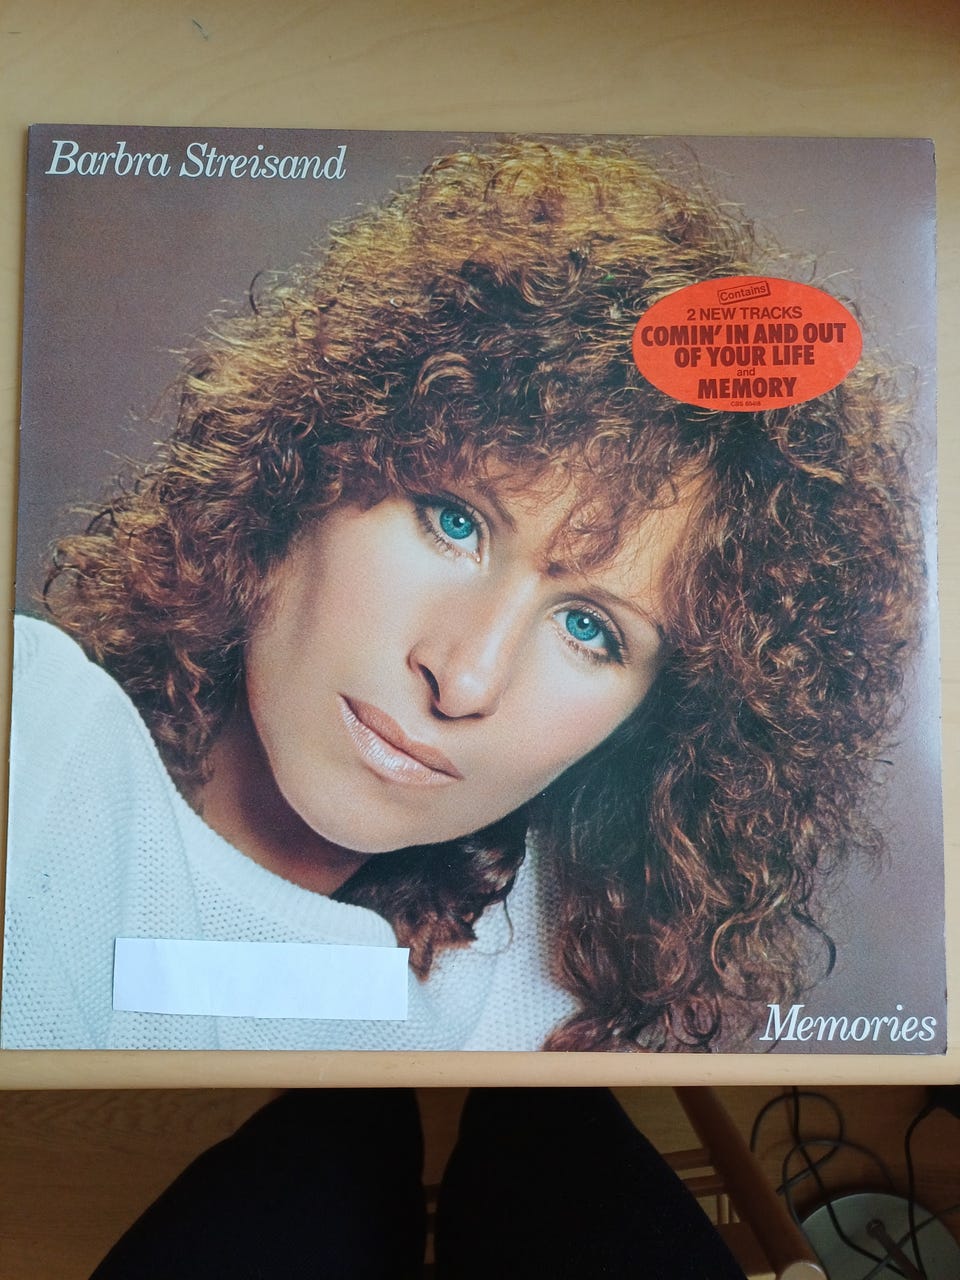 Barbra Streisand
Contains
2 NEW TRACKS
COMIN' IN AND OUT
OF YOUR LIFE
and
MEMORY
Memories